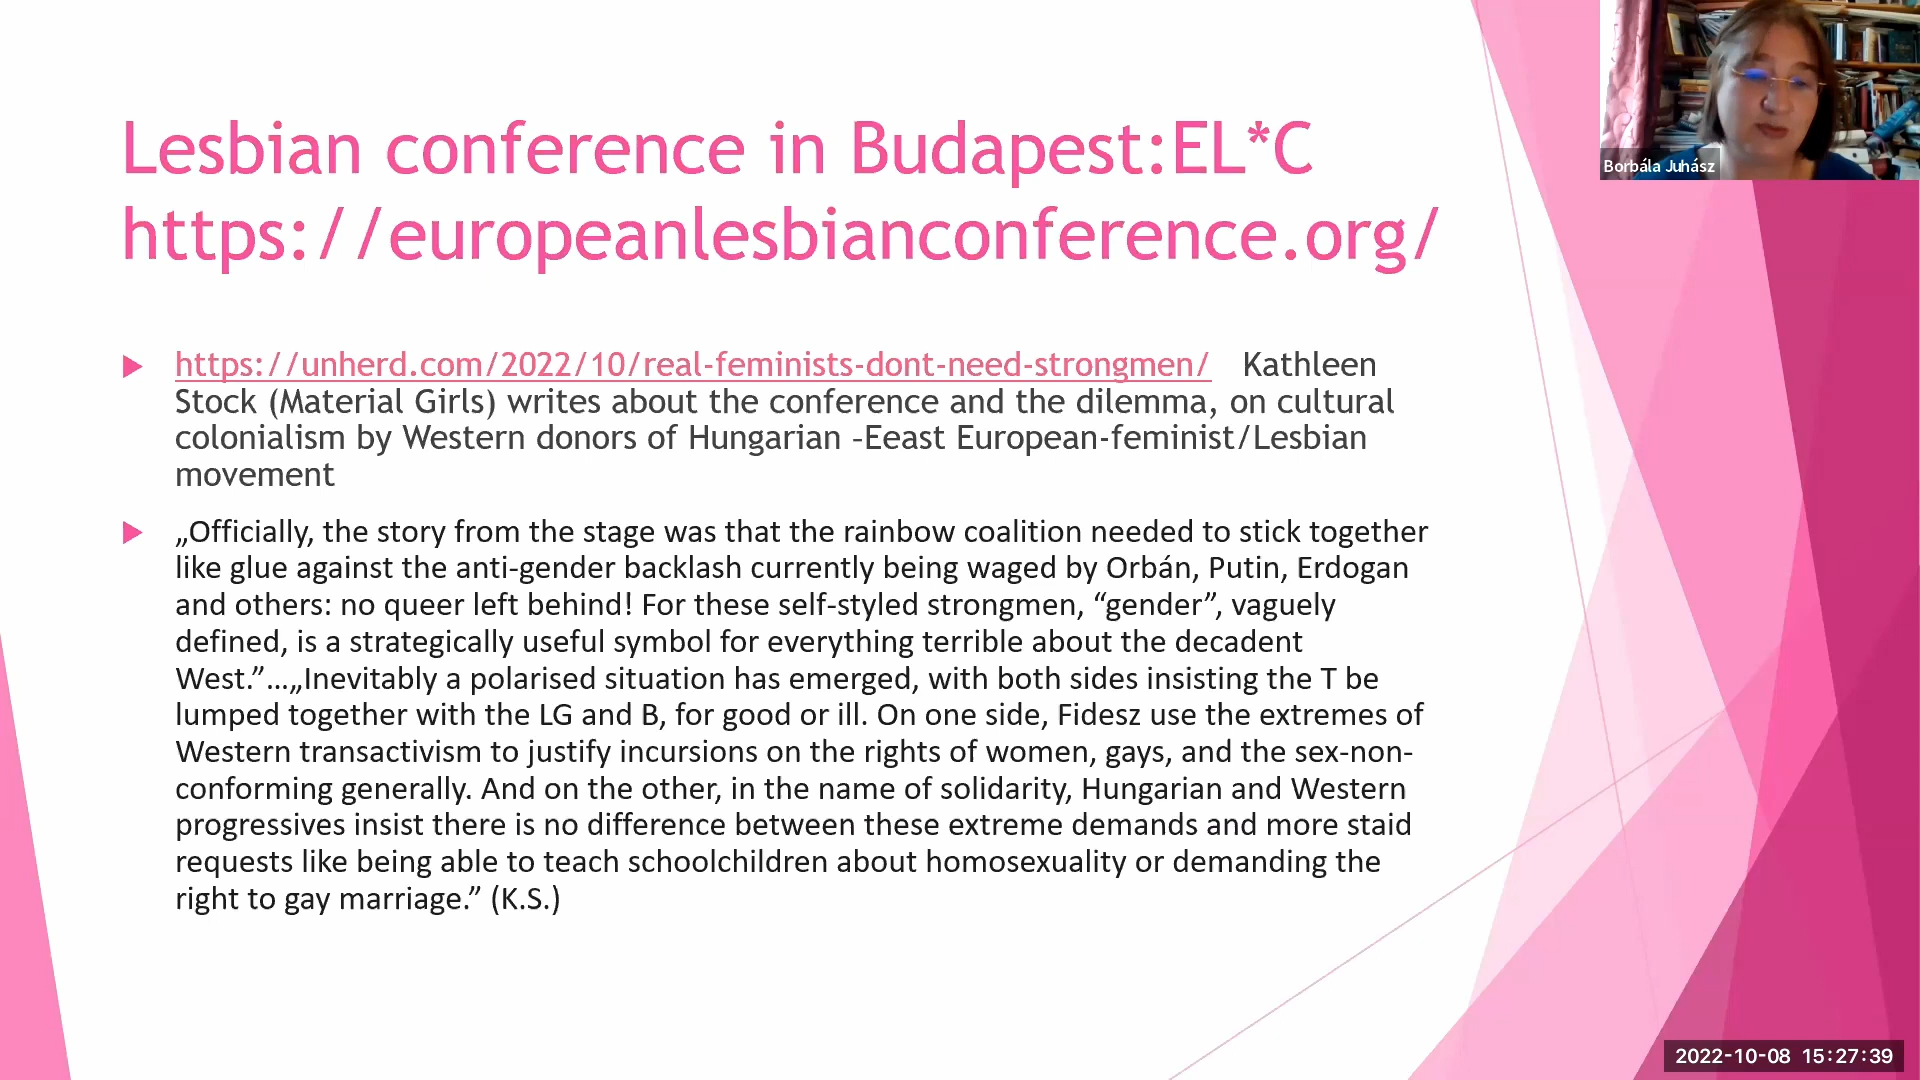 Lesbian conference in Budapest:EL*C
https://europeanlesbianconference.org/
https://unherd.com/2022/10/real-feminists-dont-need-strongmen/ Kathleen
Stock (Material Girls) writes about the conference and the dilemma, on cultural
colonialism by Western donors of Hungarian -Eeast European-feminist/Lesbian
movement
„Officially, the story from the stage was that the rainbow coalition needed to stick together
like glue against the anti-gender backlash currently being waged by Orbán, Putin, Erdogan
and others: no queer left behind! For these self-styled strongmen, “gender”, vaguely
defined, is a strategically useful symbol for everything terrible about the decadent
West.”…„Inevitably a polarised situation has emerged, with both sides insisting the T be
lumped together with the LG and B, for good or ill. On one side, Fidesz use the extremes of
Western transactivism to justify incursions on the rights of women, gays, and the sex-non-
conforming generally. And on the other, in the name of solidarity, Hungarian and Western
progressives insist there is no difference between these extreme demands and more staid
requests like being able to teach schoolchildren about homosexuality or demanding the
right to gay marriage.” (K.S.)
Borbála Juhász
2022-10-08 15:27:39